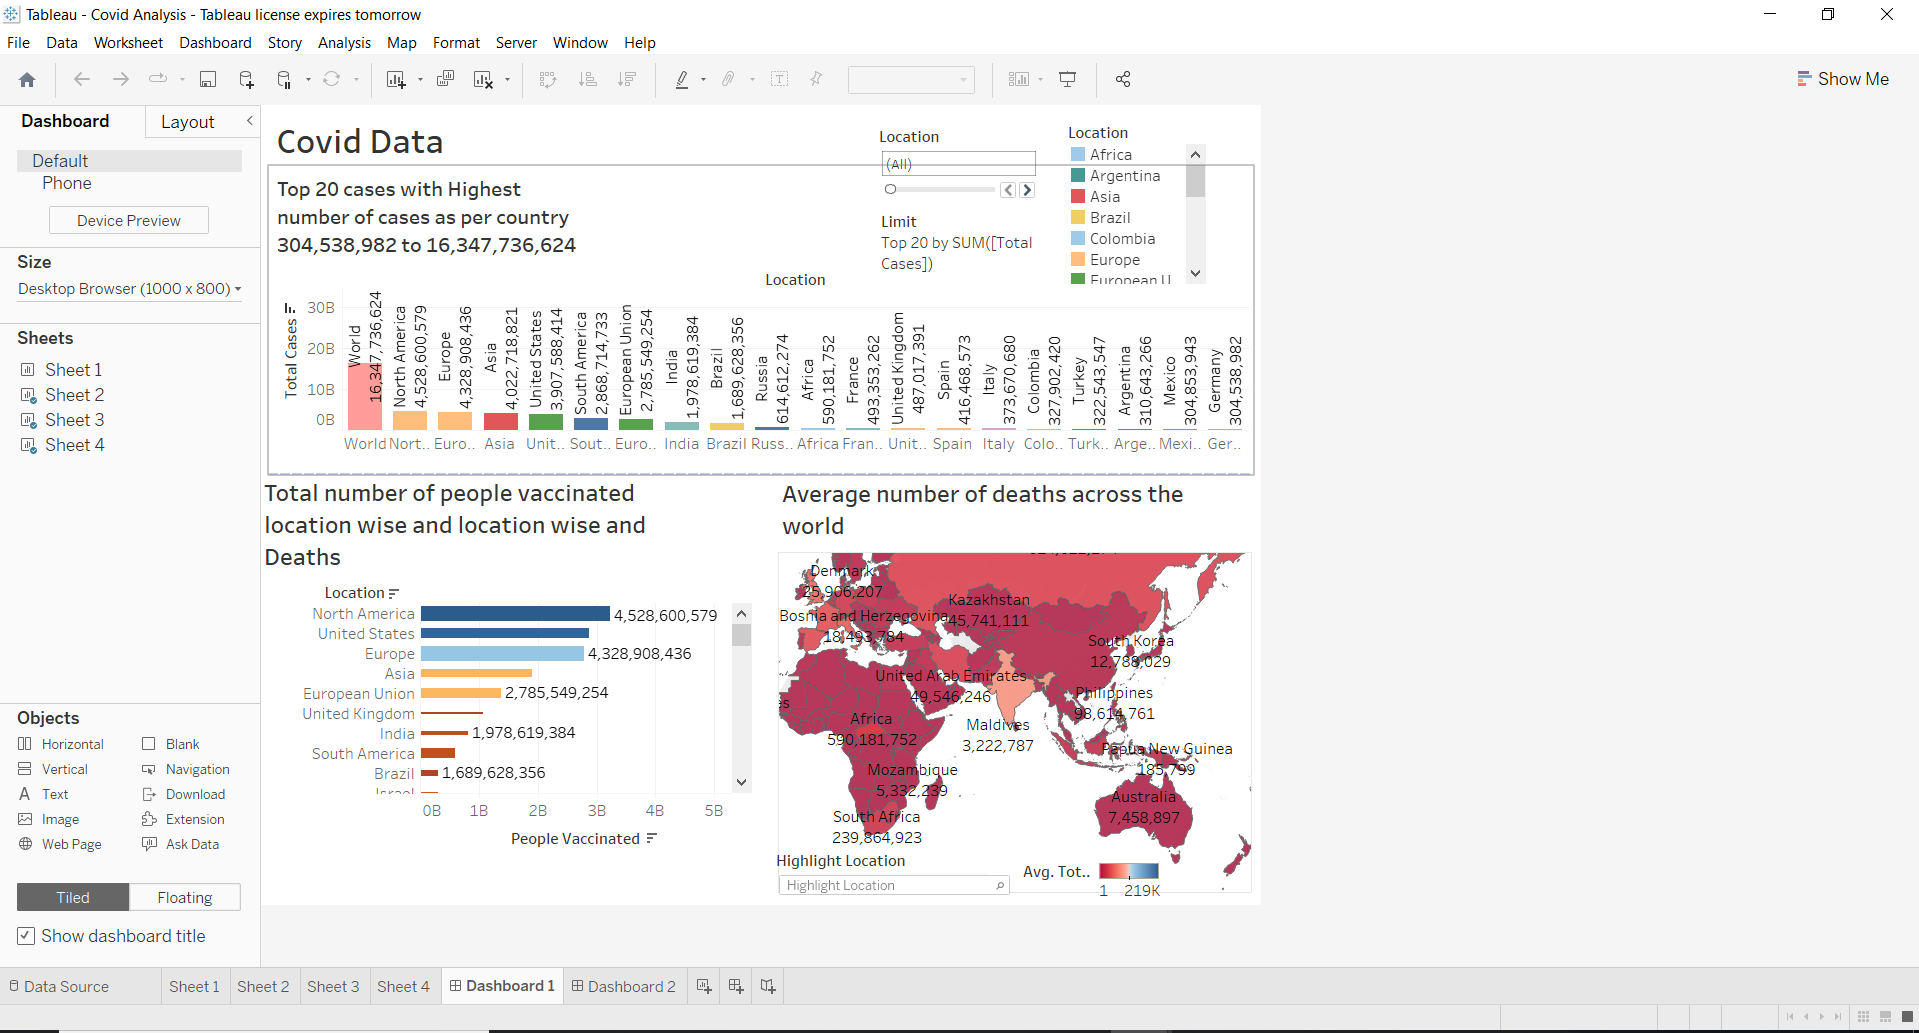 Tableau - Covid Analysis - Tableau license expires tomorrow
File Data Worksheet Dashboard Story Analysis Map Format Server Window Help
Show Me
Dashboard Layout
Default
Phone
Device Preview
Size
Desktop Browser (1000 x 800)
Sheets
Sheet 1
Sheet 2
Sheet 3
Sheet 4
Objects
Horizontal Blank
Vertical Navigation
Text Download
Image Extension
Web Page Ask Data
Tiled Floating
Show dashboard title
Covid Data
Top 20 cases with Highest
number of cases as per country
304,538,982 to 16,347,736,624
Location
(All)
Limit
Top 20 by SUM([Total
Cases])
Location
Africa
Argentina
Asia
Brazil
Colombia
Europe
European U
Location
Total Cases
30B
20B
10B
0B
World 16,347,736,624
North America 4,528,600,579
Europe 4,328,908,436
Asia 4,022,718,821
United States 3,907,588,414
South America 2,868,714,733
European Union 2,785,549,254
India 1,978,619,384
Brazil 1,689,628,356
Russia 614,612,274
Africa 590,181,752
France 493,353,262
United Kingdom 487,017,391
Spain 416,468,573
Italy 373,670,680
Colombia 327,902,420
Turkey 322,543,547
Argentina 310,643,266
Mexico 304,853,943
Germany 304,538,982
World Nort.. Euro.. Asia Unit.. Sout.. Euro.. India Brazil Russ.. Africa Fran.. Unit.. Spain Italy Colo.. Turk.. Arge.. Mexi.. Ger..
Total number of people vaccinated
location wise and location wise and
Deaths
Location
North America 4,528,600,579
United States
Europe 4,328,908,436
Asia
European Union 2,785,549,254
United Kingdom
India 1,978,619,384
South America
Brazil 1,689,628,356
Israel
0B 1B 2B 3B 4B 5B
People Vaccinated
Average number of deaths across the
world
Denmark
25,906,207
Kazakhstan
45,741,111
Bosnia and Herzegovina
18,493,784
South Korea
12,788,029
United Arab Emirates
49,546,246
Philippines
98,614,761
es
Africa
590,181,752
Maldives
3,222,787
Papua New Guinea
185,799
Mozambique
5,332,239
Australia
7,458,897
South Africa
239,864,923
Highlight Location
Highlight Location
Avg. Tot..
1 219K
Data Source Sheet 1 Sheet 2 Sheet 3 Sheet 4 Dashboard 1 Dashboard 2